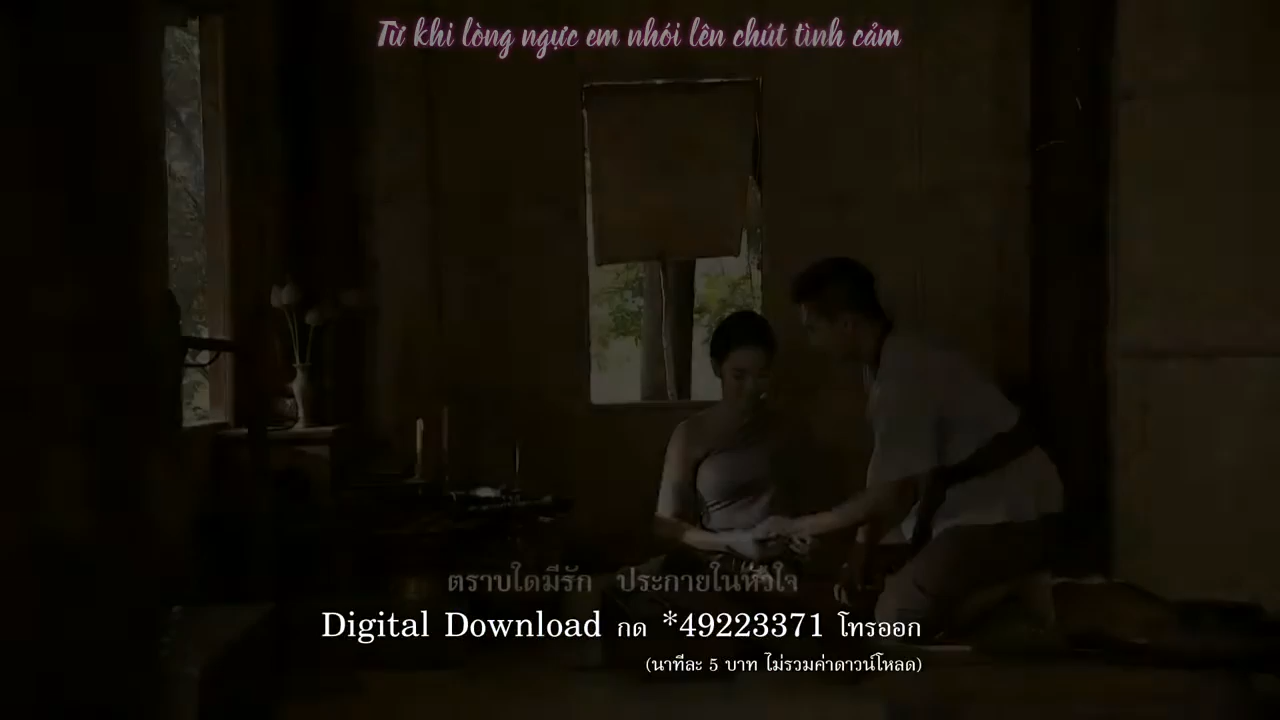 Từ khi lòng ngực em nhói lên chút tình cảm
ตราบใดมีรัก ประกายในหัวใจ
Digital Download กด *49223371 โทรออก
(นาทีละ 5 บาท ไม่รวมค่าดาวน์โหลด)